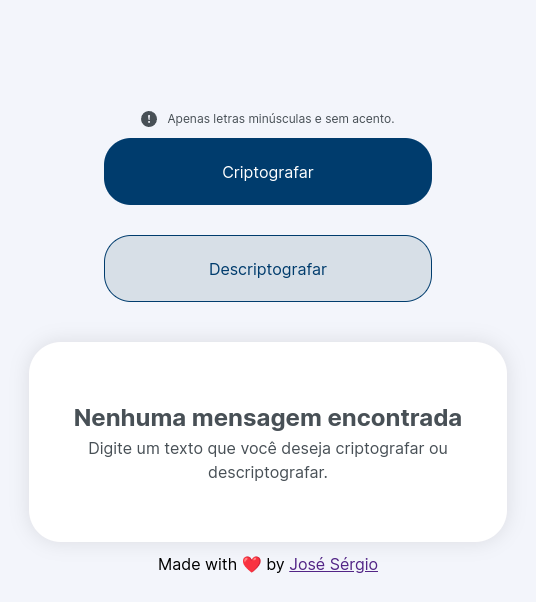 Apenas letras minúsculas e sem acento.
Criptografar
Descriptografar
Nenhuma mensagem encontrada
Digite um texto que você deseja criptografar ou
descriptografar.
Made with ❤️ by José Sérgio